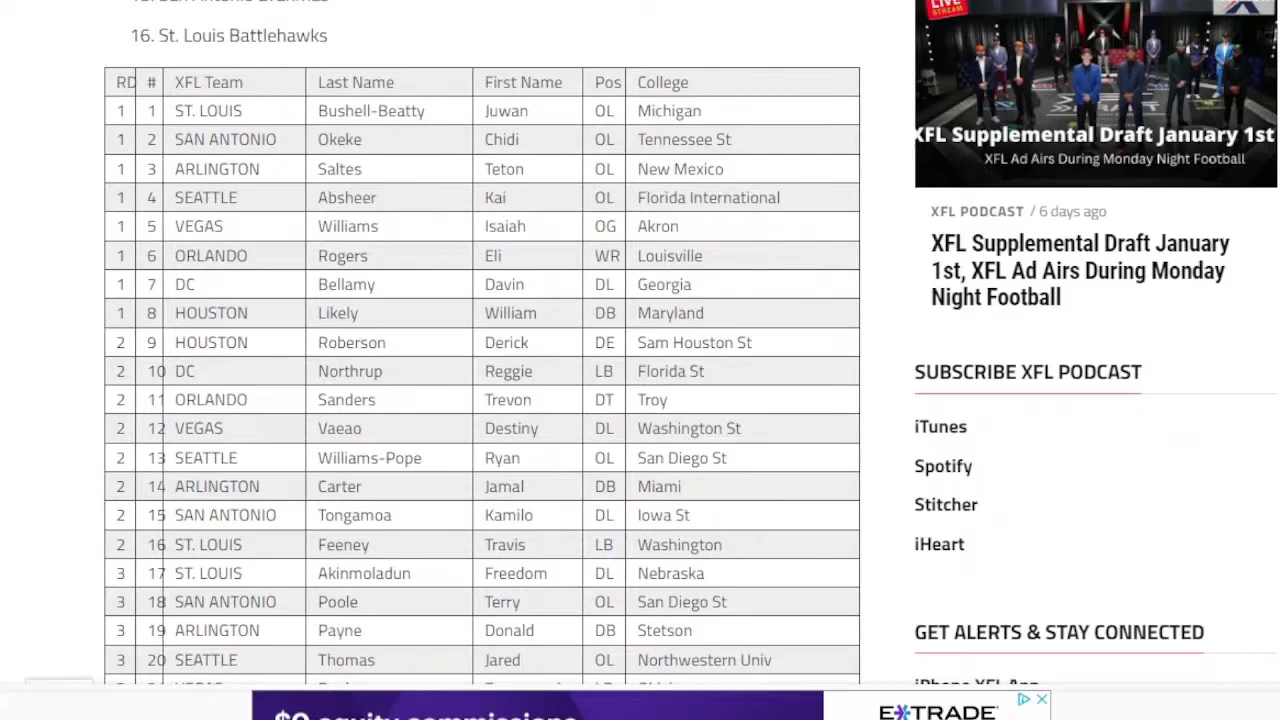 16. St. Louis Battlehawks
RD # XFL Team Last Name First Name Pos College
1 1 ST. LOUIS Bushell-Beatty Juwan OL Michigan
1 2 SAN ANTONIO Okeke Chidi OL Tennessee St
1 3 ARLINGTON Saltes Teton OL New Mexico
1 4 SEATTLE Absheer Kai OL Florida International
1 5 VEGAS Williams Isaiah OG Akron
1 6 ORLANDO Rogers Eli WR Louisville
1 7 DC Bellamy Davin DL Georgia
1 8 HOUSTON Likely William DB Maryland
2 9 HOUSTON Roberson Derick DE Sam Houston St
2 10 DC Northrup Reggie LB Florida St
2 11 ORLANDO Sanders Trevon DT Troy
2 12 VEGAS Vaeao Destiny DL Washington St
2 13 SEATTLE Williams-Pope Ryan OL San Diego St
2 14 ARLINGTON Carter Jamal DB Miami
2 15 SAN ANTONIO Tongamoa Kamilo DL Iowa St
2 16 ST. LOUIS Feeney Travis LB Washington
3 17 ST. LOUIS Akinmoladun Freedom DL Nebraska
3 18 SAN ANTONIO Poole Terry OL San Diego St
3 19 ARLINGTON Payne Donald DB Stetson
3 20 SEATTLE Thomas Jared OL Northwestern Univ
LIVE
STREAM
XFL Supplemental Draft January 1st
XFL Ad Airs During Monday Night Football
XFL PODCAST / 6 days ago
XFL Supplemental Draft January
1st, XFL Ad Airs During Monday
Night Football
SUBSCRIBE XFL PODCAST
iTunes
Spotify
Stitcher
iHeart
GET ALERTS & STAY CONNECTED
iPhone XFL App
$0 equity commissions
E*TRADE